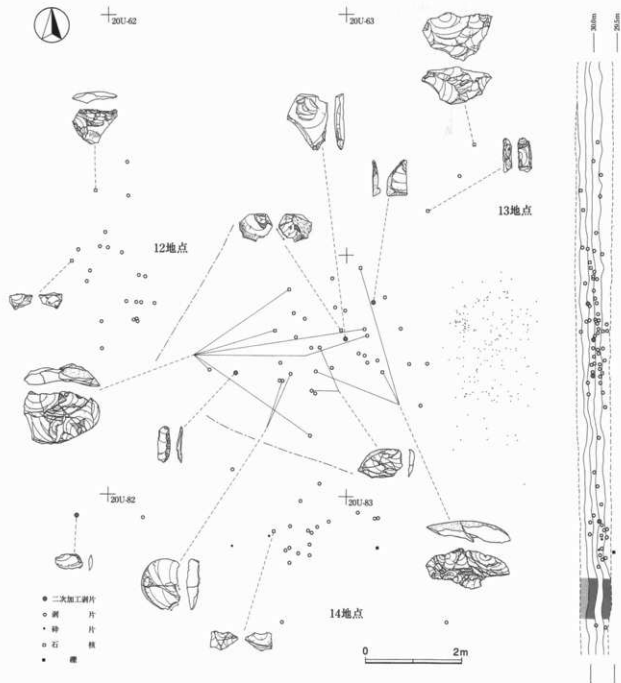 20U-62
20U-63
30.0m
29.5m
12地点
13地点
20U-82
20U-83
14地点
二次加工剥片
剥 片
砕 片
石 核
礫
0 2m